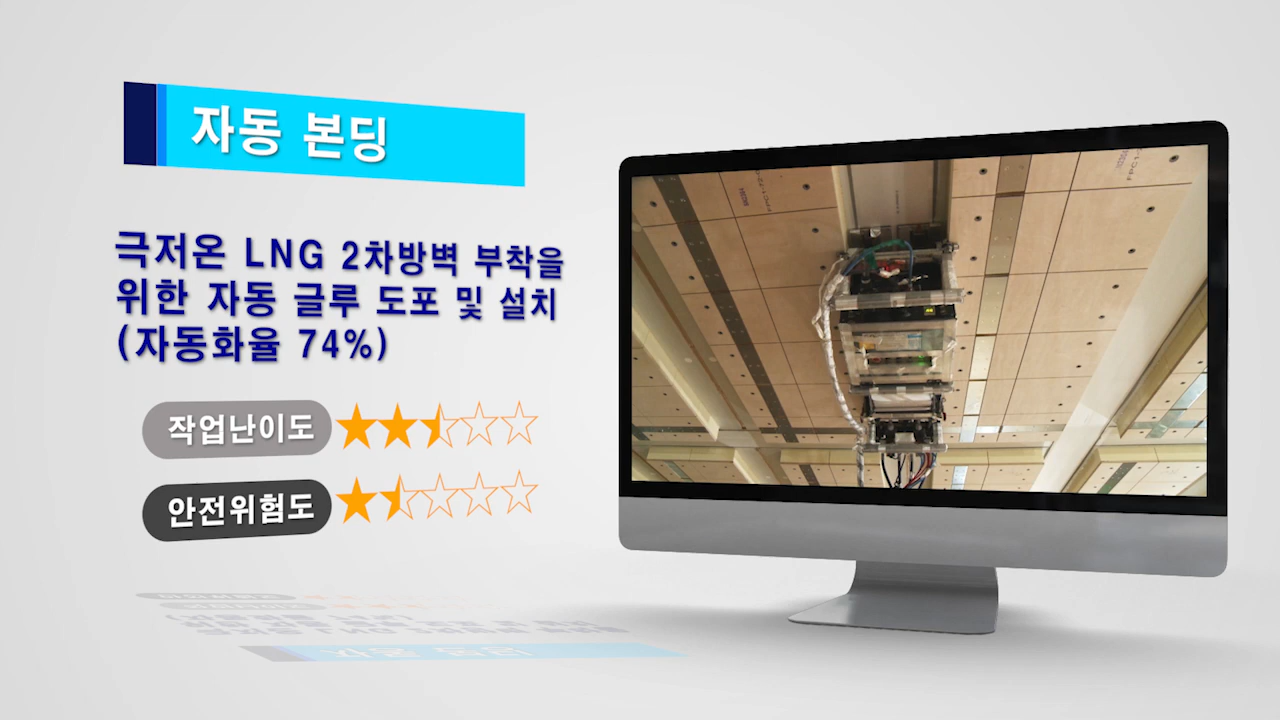 자동 본딩
극저온 LNG 2차방벽 부착을
위한 자동 글루 도포 및 설치
(자동화율 74%)
작업난이도
안전위험도